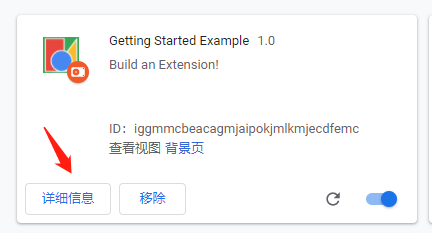 Getting Started Example 1.0
Build an Extension!
ID：iggmmcbeacagmjaipokjmlkmjecdfemc
查看视图 背景页
详细信息 移除